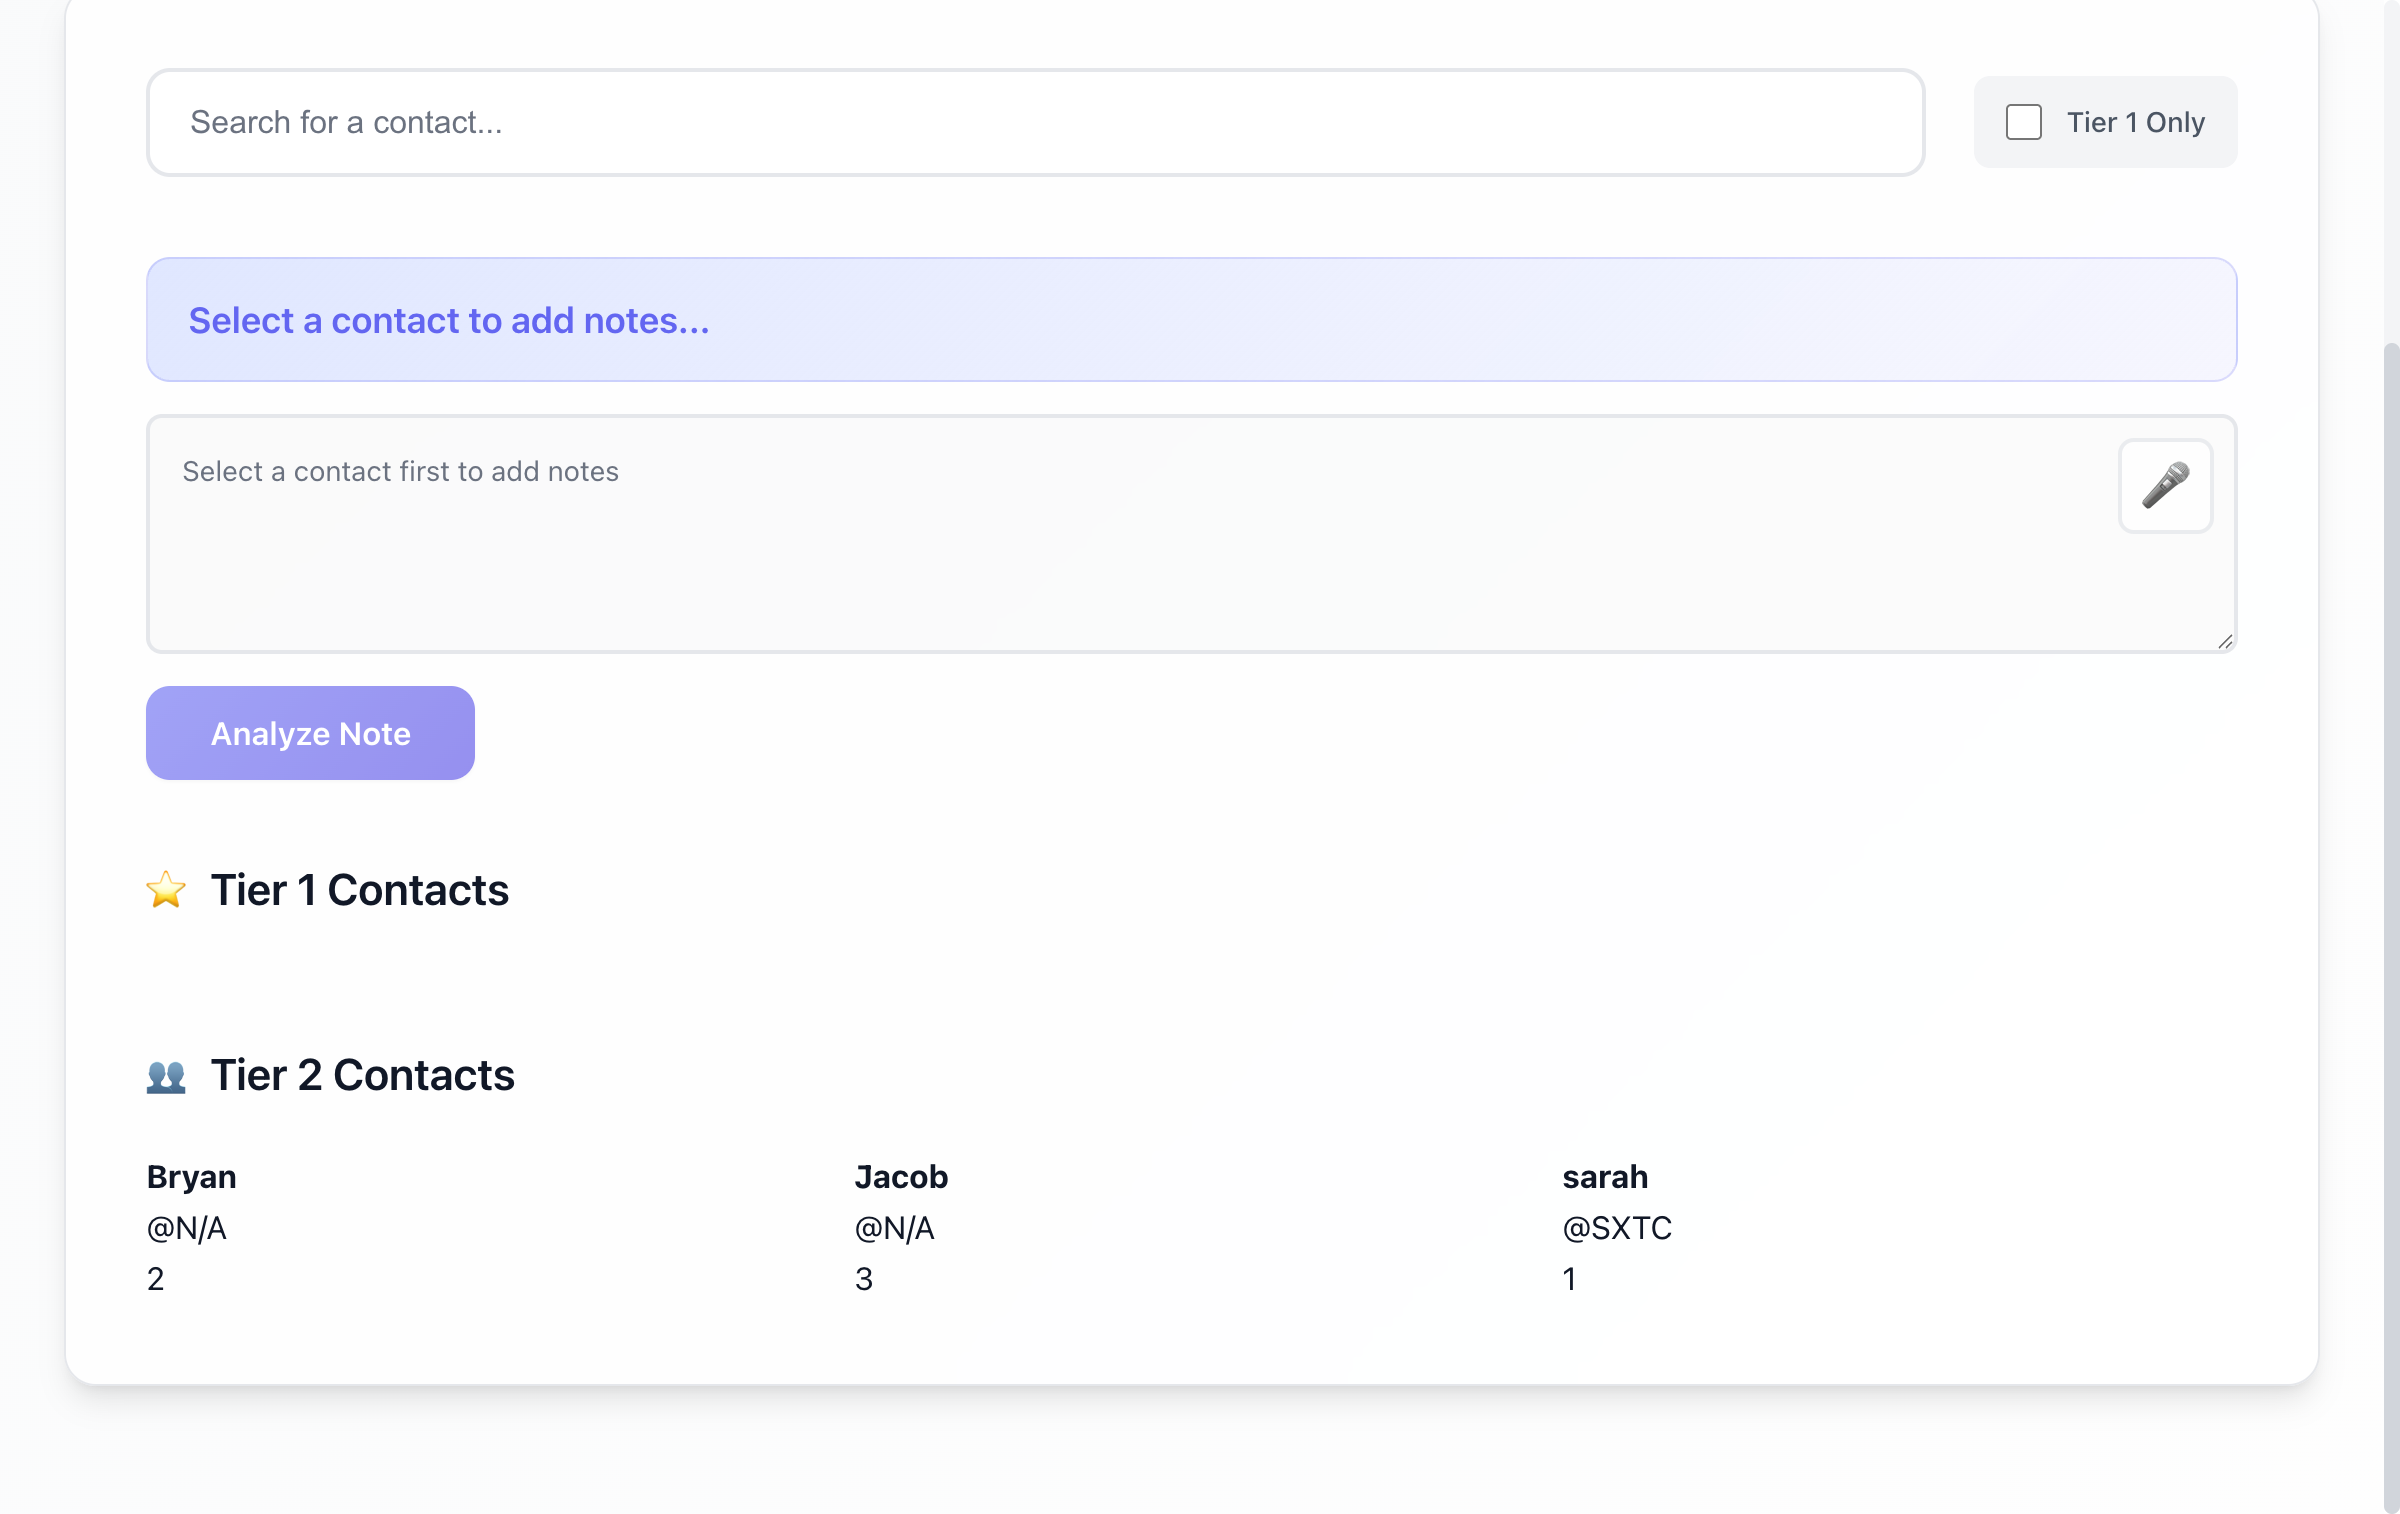 Search for a contact...
Tier 1 Only
Select a contact to add notes...
Select a contact first to add notes
Analyze Note
Tier 1 Contacts
Tier 2 Contacts
Bryan
@N/A
2
Jacob
@N/A
3
sarah
@SXTC
1